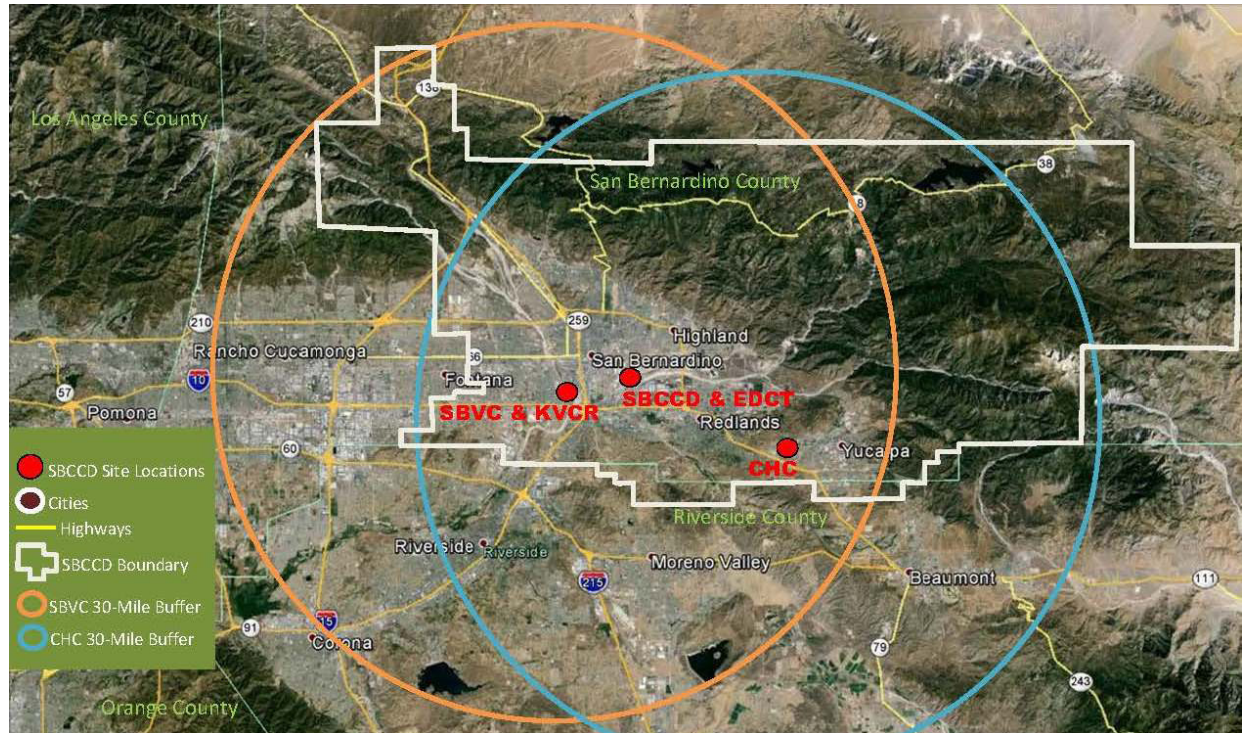 138
Los Angeles County
38
San Bernardino County
8
210
259
Highland
Rancho Cucamonga
66
San Bernardino
10
Fontana
57
SBVC & KVCR
SBCCD & EDCT
Pomona
Redlands
60
Yucaipa
CHC
SBCCD Site Locations
Cities
Highways
SBCCD Boundary
SBVC 30-Mile Buffer
CHC 30-Mile Buffer
Riverside County
Riverside
Riverside
Moreno Valley
215
Beaumont
111
15
91
Corona
79
243
Orange County